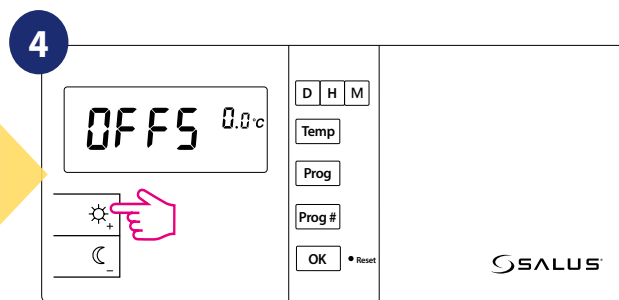 4
OFFS 0.0°c
+
−
D H M
Temp
Prog
Prog #
OK Reset
SALUS